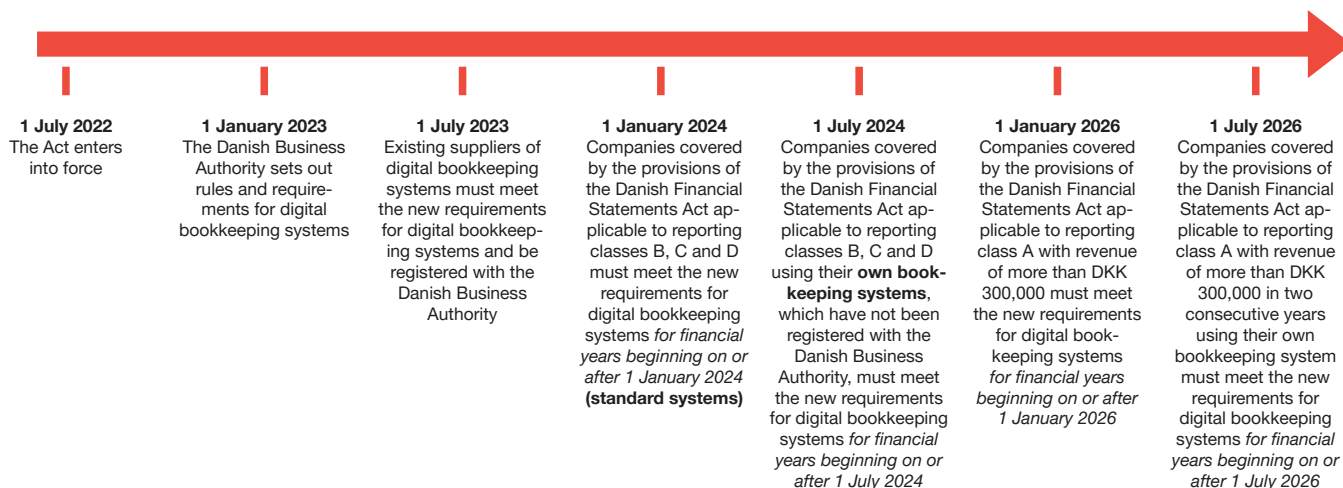 1 July 2022
The Act enters
into force
1 January 2023
The Danish Business
Authority sets out
rules and require-
ments for digital
bookkeeping systems
1 July 2023
Existing suppliers of
digital bookkeeping
systems must meet
the new requirements
for digital bookkeep-
ing systems and be
registered with the
Danish Business
Authority
1 January 2024
Companies covered
by the provisions of
the Danish Financial
Statements Act ap-
plicable to reporting
classes B, C and D
must meet the new
requirements for
digital bookkeeping
systems for financial
years beginning on or
after 1 January 2024
(standard systems)
1 July 2024
Companies covered
by the provisions of
the Danish Financial
Statements Act ap-
plicable to reporting
classes B, C and D
using their own book-
keeping systems,
which have not been
registered with the
Danish Business
Authority, must meet
the new requirements
for digital bookkeeping
systems for financial
years beginning on or
after 1 July 2024
1 January 2026
Companies covered
by the provisions of
the Danish Financial
Statements Act ap-
plicable to reporting
class A with revenue
of more than DKK
300,000 must meet
the new requirements
for digital book-
keeping systems
for financial years
beginning on or after
1 January 2026
1 July 2026
Companies covered
by the provisions of
the Danish Financial
Statements Act ap-
plicable to reporting
class A with revenue
of more than DKK
300,000 in two
consecutive years
using their own
bookkeeping system
must meet the new
requirements for
digital bookkeeping
systems for financial
years beginning on or
after 1 July 2026